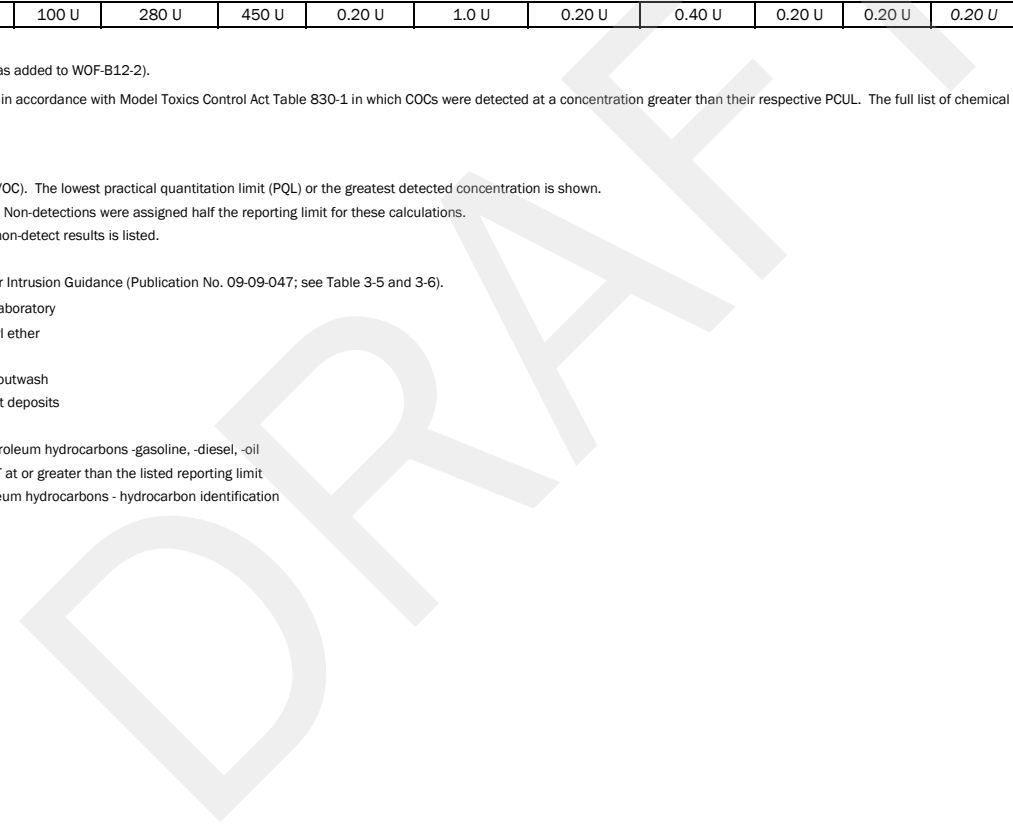 100 U 280 U 450 U 0.20 U 1.0 U 0.20 U 0.40 U 0.20 U 0.20 U 0.20 U
as added to WOF-B12-2).
in accordance with Model Toxics Control Act Table 830-1 in which COCs were detected at a concentration greater than their respective PCUL. The full list of chemical
VOC). The lowest practical quantitation limit (PQL) or the greatest detected concentration is shown.
Non-detections were assigned half the reporting limit for these calculations.
non-detect results is listed.
r Intrusion Guidance (Publication No. 09-09-047; see Table 3-5 and 3-6).
aboratory
l ether
outwash
t deposits
roleum hydrocarbons -gasoline, -diesel, -oil
at or greater than the listed reporting limit
eum hydrocarbons - hydrocarbon identification
DRAFT